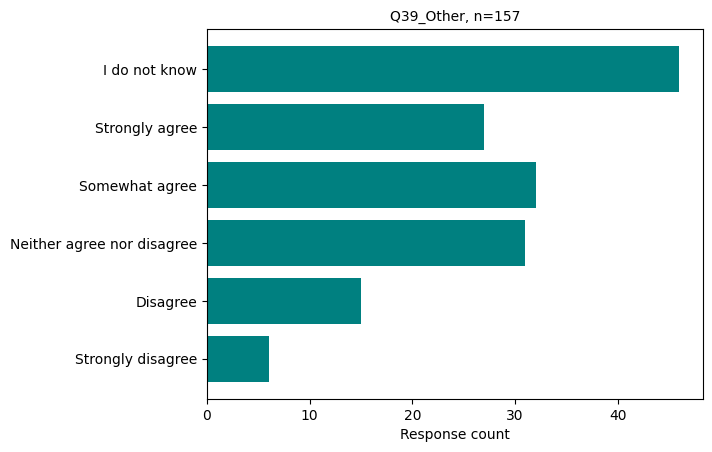 Q39_Other, n=157
I do not know
Strongly agree
Somewhat agree
Neither agree nor disagree
Disagree
Strongly disagree
0 10 20 30 40
Response count